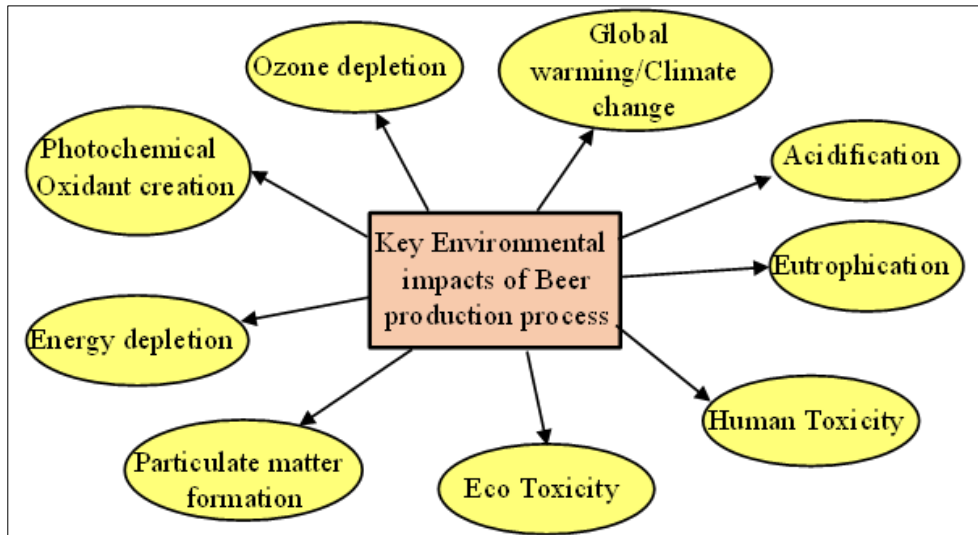 Ozone depletion
Global
warming/Climate
change
Photochemical
Oxidant creation
Acidification
Key Environmental
impacts of Beer
production process
Eutrophication
Energy depletion
Human Toxicity
Particulate matter
formation
Eco Toxicity